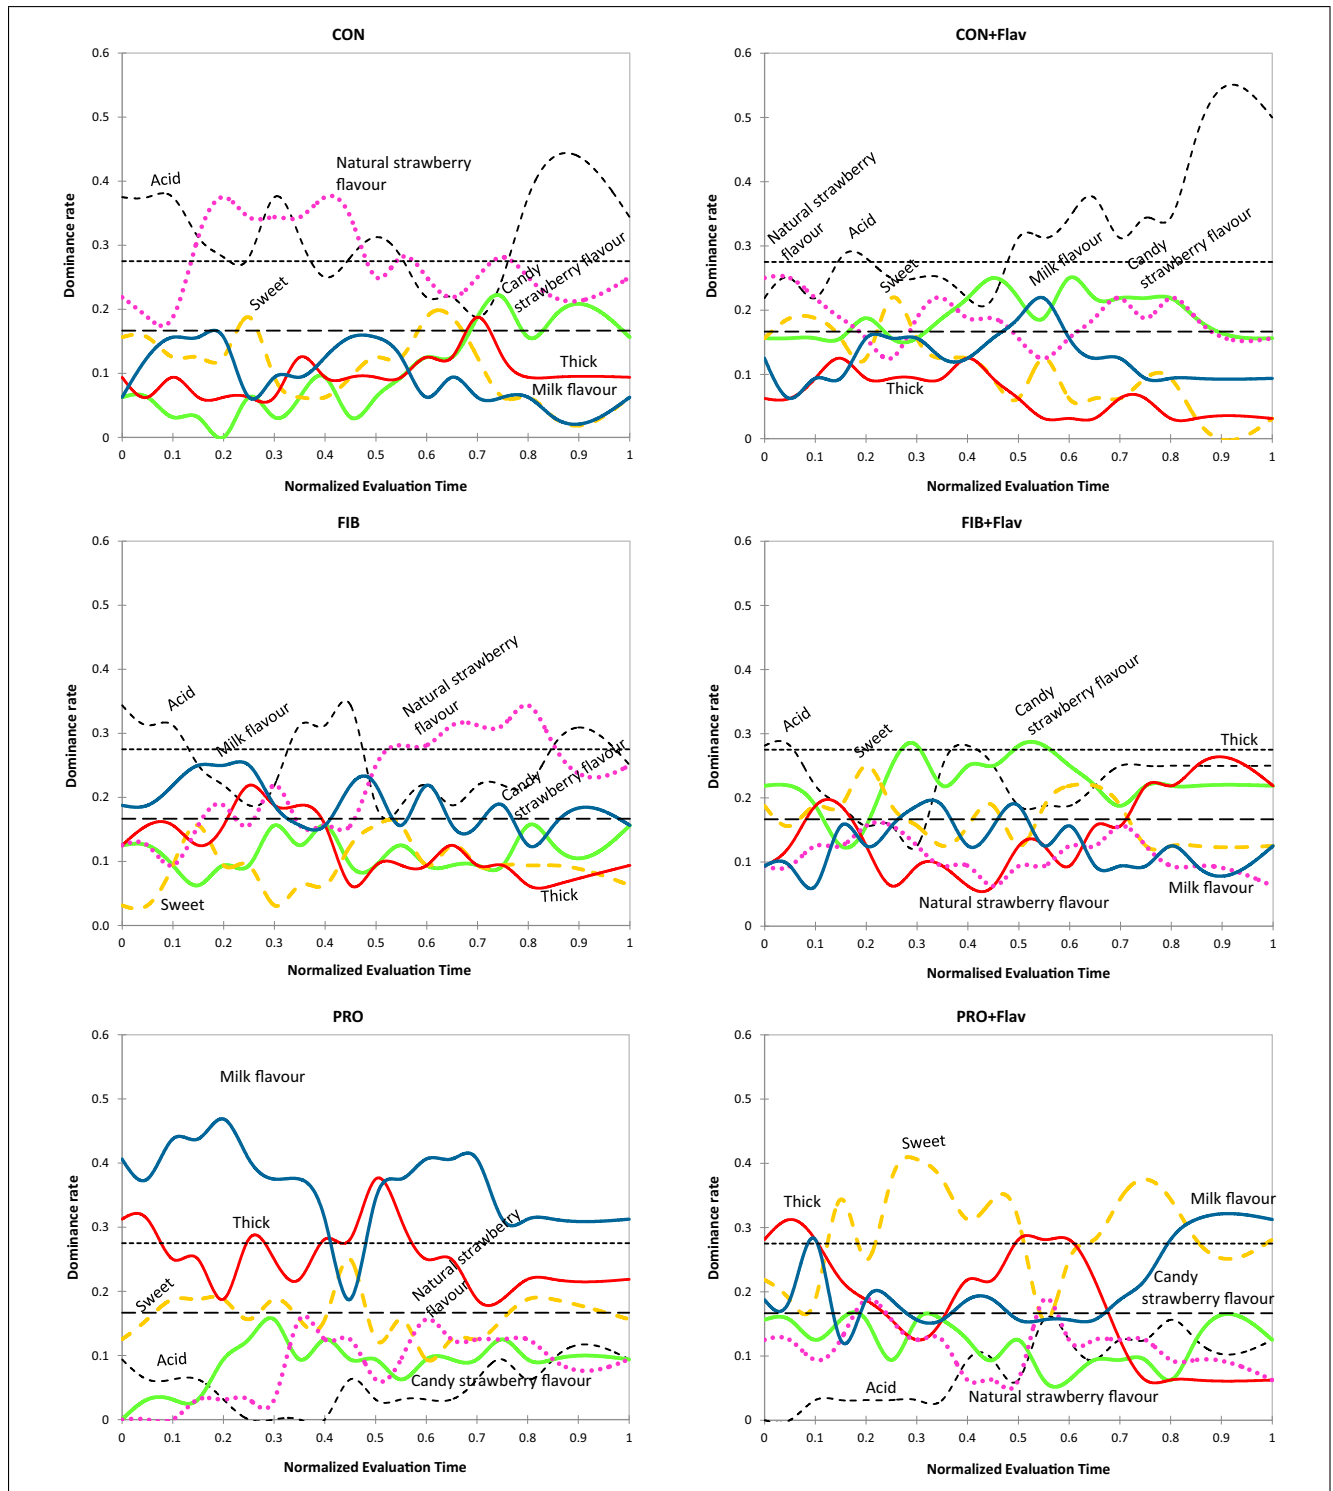 CON
0.6
0.5
0.4
0.3
0.2
0.1
0
Dominance rate
Acid
Natural strawberry
flavour
Sweet
Candy
strawberry flavour
Thick
Milk flavour
0 0.1 0.2 0.3 0.4 0.5 0.6 0.7 0.8 0.9 1
Normalized Evaluation Time
CON+Flav
0.6
0.5
0.4
0.3
0.2
0.1
0
Dominance rate
Natural strawberry
flavour
Acid
Sweet
Milk flavour
Candy
strawberry flavour
Thick
0 0.1 0.2 0.3 0.4 0.5 0.6 0.7 0.8 0.9 1
Normalized Evaluation Time
FIB
0.6
0.5
0.4
0.3
0.2
0.1
0.0
Dominance rate
Acid
Milk flavour
Natural strawberry
flavour
Candy
strawberry flavour
Sweet
Thick
0 0.1 0.2 0.3 0.4 0.5 0.6 0.7 0.8 0.9 1
Normalized Evaluation Time
FIB+Flav
0.6
0.5
0.4
0.3
0.2
0.1
0
Dominance rate
Acid
Sweet
Candy
strawberry flavour
Thick
Milk flavour
Natural strawberry flavour
0 0.1 0.2 0.3 0.4 0.5 0.6 0.7 0.8 0.9 1
Normalised Evaluation Time
PRO
0.6
0.5
0.4
0.3
0.2
0.1
0
Dominance rate
Milk flavour
Thick
Sweet
Natural strawberry
flavour
Acid
Candy strawberry flavour
0 0.1 0.2 0.3 0.4 0.5 0.6 0.7 0.8 0.9 1
Normalized Evaluation Time
PRO+Flav
0.6
0.5
0.4
0.3
0.2
0.1
0
Dominance rate
Sweet
Thick
Milk flavour
Candy
strawberry flavour
Acid
Natural strawberry flavour
0 0.1 0.2 0.3 0.4 0.5 0.6 0.7 0.8 0.9 1
Normalized Evaluation Time